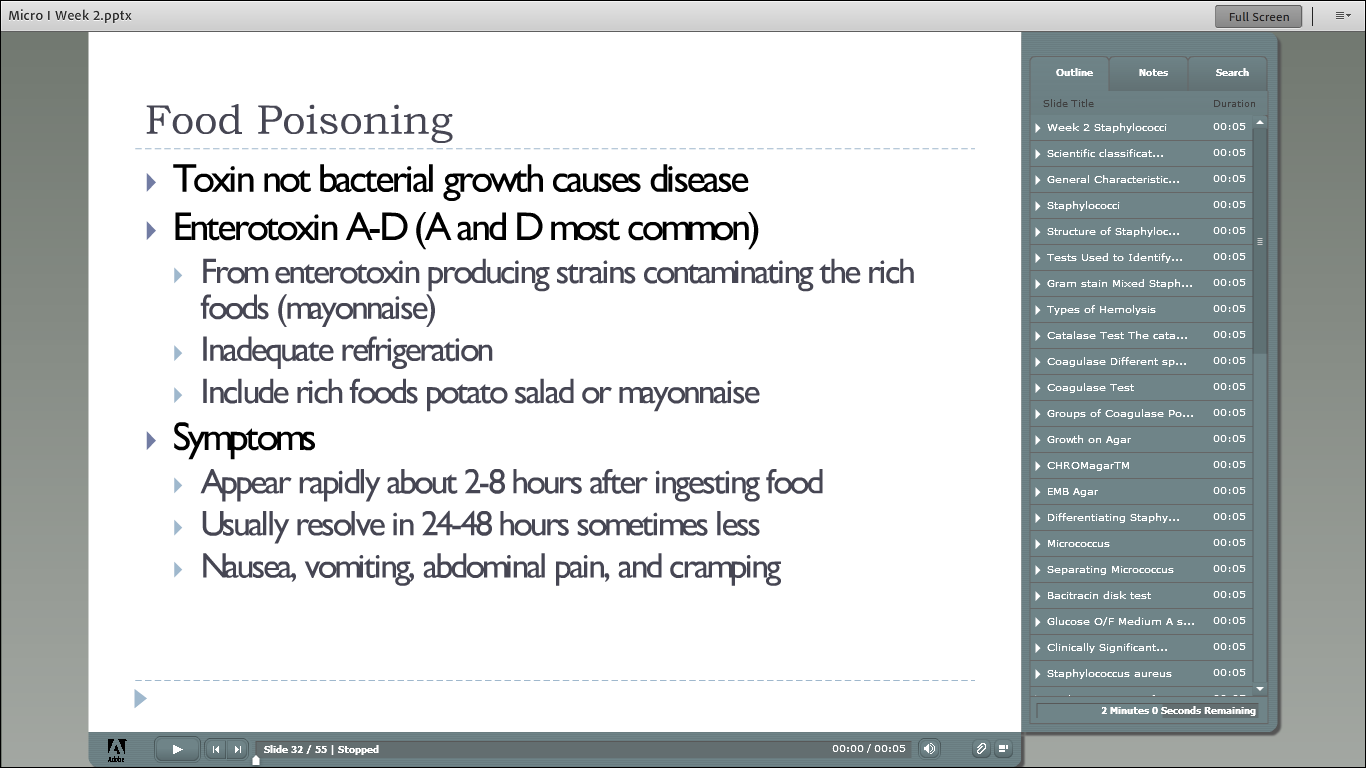 Micro I Week 2.pptx
Full Screen
Food Poisoning
Toxin not bacterial growth causes disease
Enterotoxin A-D (A and D most common)
From enterotoxin producing strains contaminating the rich
foods (mayonnaise)
Inadequate refrigeration
Include rich foods potato salad or mayonnaise
Symptoms
Appear rapidly about 2-8 hours after ingesting food
Usually resolve in 24-48 hours sometimes less
Nausea, vomiting, abdominal pain, and cramping
Outline Notes Search
Slide Title Duration
Week 2 Staphylococci 00:05
Scientific classificat... 00:05
General Characteristic... 00:05
Staphylococci 00:05
Structure of Staphyloc... 00:05
Tests Used to Identify... 00:05
Gram stain Mixed Staph... 00:05
Types of Hemolysis 00:05
Catalase Test The cata... 00:05
Coagulase Different sp... 00:05
Coagulase Test 00:05
Groups of Coagulase Po... 00:05
Growth on Agar 00:05
CHROMagarTM 00:05
EMB Agar 00:05
Differentiating Staphy... 00:05
Micrococcus 00:05
Separating Micrococcus 00:05
Bacitracin disk test 00:05
Glucose O/F Medium A s... 00:05
Clinically Significant... 00:05
Staphylococcus aureus 00:05
2 Minutes 0 Seconds Remaining
Adobe
Slide 32 / 55 | Stopped
00:00 / 00:05